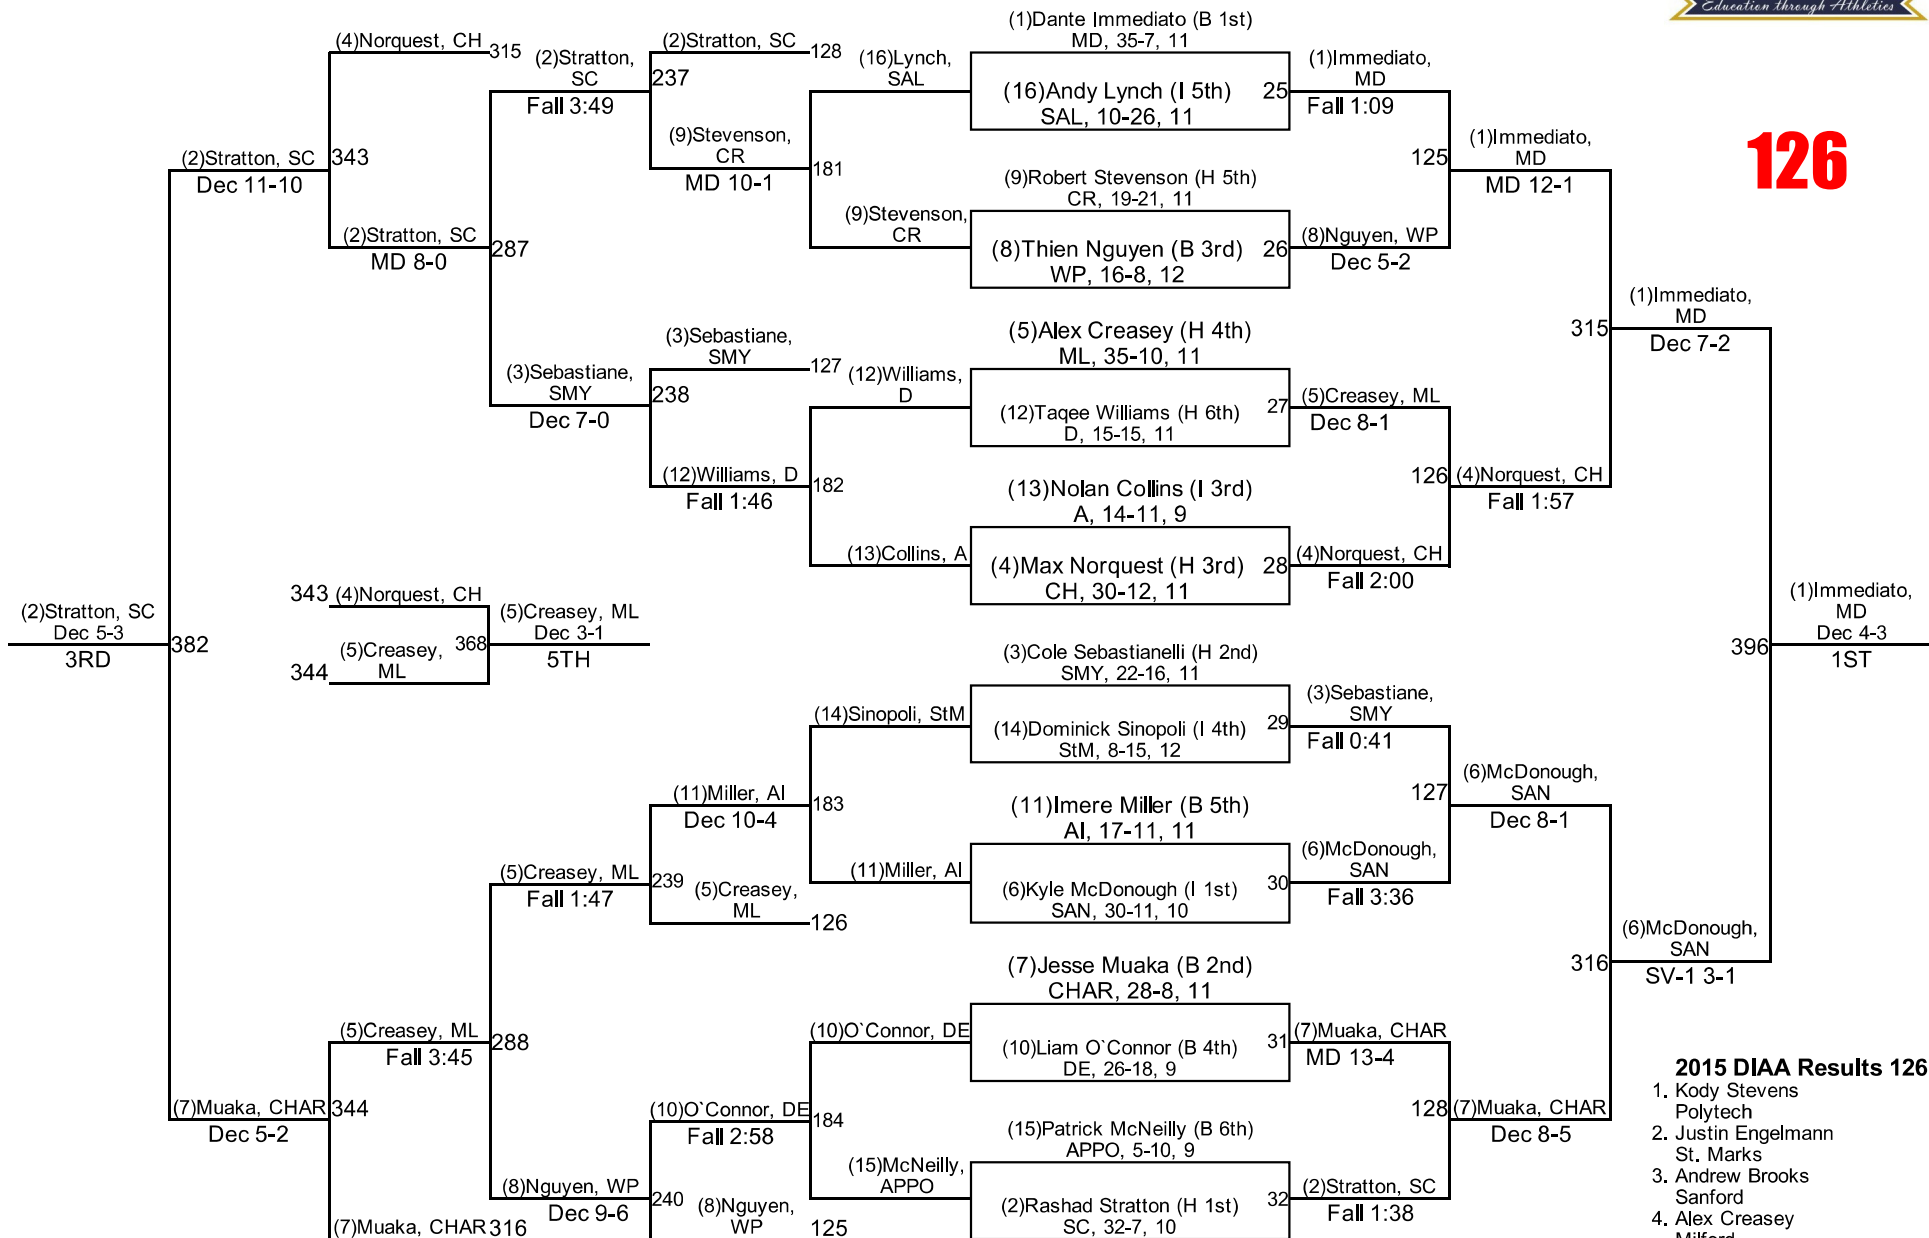 Education through Athletics
126
(4)Norquest, CH
315
(2)Stratton, SC
343
Dec 11-10
(2)Stratton, SC
MD 8-0
287
(2)Stratton,
SC
237
Fall 3:49
(2)Stratton, SC
128
(9)Stevenson,
CR
181
MD 10-1
(16)Lynch,
SAL
(9)Stevenson,
CR
(3)Sebastiane,
SMY
238
Dec 7-0
(3)Sebastiane,
SMY
127
(12)Williams, D
182
Fall 1:46
(12)Williams,
D
(13)Collins, A
(2)Stratton, SC
Dec 5-3
3RD
382
343 (4)Norquest, CH
(5)Creasey,
ML
344
368
(5)Creasey, ML
Dec 3-1
5TH
(14)Sinopoli, StM
(11)Miller, AI
183
Dec 10-4
(11)Miller, AI
(5)Creasey, ML
239
Fall 1:47
(5)Creasey,
ML
126
(5)Creasey, ML
288
Fall 3:45
(7)Muaka, CHAR
344
Dec 5-2
(10)O`Connor, DE
(10)O`Connor, DE
184
Fall 2:58
(15)McNeilly,
APPO
(8)Nguyen, WP
240
Dec 9-6
(8)Nguyen,
WP
125
(7)Muaka, CHAR
316
(1)Dante Immediato (B 1st)
MD, 35-7, 11
(16)Andy Lynch (I 5th)
SAL, 10-26, 11
25
(9)Robert Stevenson (H 5th)
CR, 19-21, 11
(8)Thien Nguyen (B 3rd)
WP, 16-8, 12
26
(5)Alex Creasey (H 4th)
ML, 35-10, 11
(12)Taqee Williams (H 6th)
D, 15-15, 11
27
(13)Nolan Collins (I 3rd)
A, 14-11, 9
(4)Max Norquest (H 3rd)
CH, 30-12, 11
28
(3)Cole Sebastianelli (H 2nd)
SMY, 22-16, 11
(14)Dominick Sinopoli (I 4th)
StM, 8-15, 12
29
(11)Imere Miller (B 5th)
AI, 17-11, 11
(6)Kyle McDonough (I 1st)
SAN, 30-11, 10
30
(7)Jesse Muaka (B 2nd)
CHAR, 28-8, 11
(10)Liam O`Connor (B 4th)
DE, 26-18, 9
31
(15)Patrick McNeilly (B 6th)
APPO, 5-10, 9
(2)Rashad Stratton (H 1st)
SC, 32-7, 10
32
(1)Immediato,
MD
Fall 1:09
125
(8)Nguyen, WP
Dec 5-2
(5)Creasey, ML
Dec 8-1
126
(4)Norquest, CH
Fall 2:00
(3)Sebastiane,
SMY
Fall 0:41
127
(6)McDonough,
SAN
Fall 3:36
(7)Muaka, CHAR
MD 13-4
128
(2)Stratton, SC
Fall 1:38
(1)Immediato,
MD
MD 12-1
315
(4)Norquest, CH
Fall 1:57
(6)McDonough,
SAN
Dec 8-1
316
(7)Muaka, CHAR
Dec 8-5
(1)Immediato,
MD
Dec 7-2
396
(6)McDonough,
SAN
SV-1 3-1
(1)Immediato,
MD
Dec 4-3
1ST
2015 DIAA Results 126
1. Kody Stevens
Polytech
2. Justin Engelmann
St. Marks
3. Andrew Brooks
Sanford
4. Alex Creasey
Milford